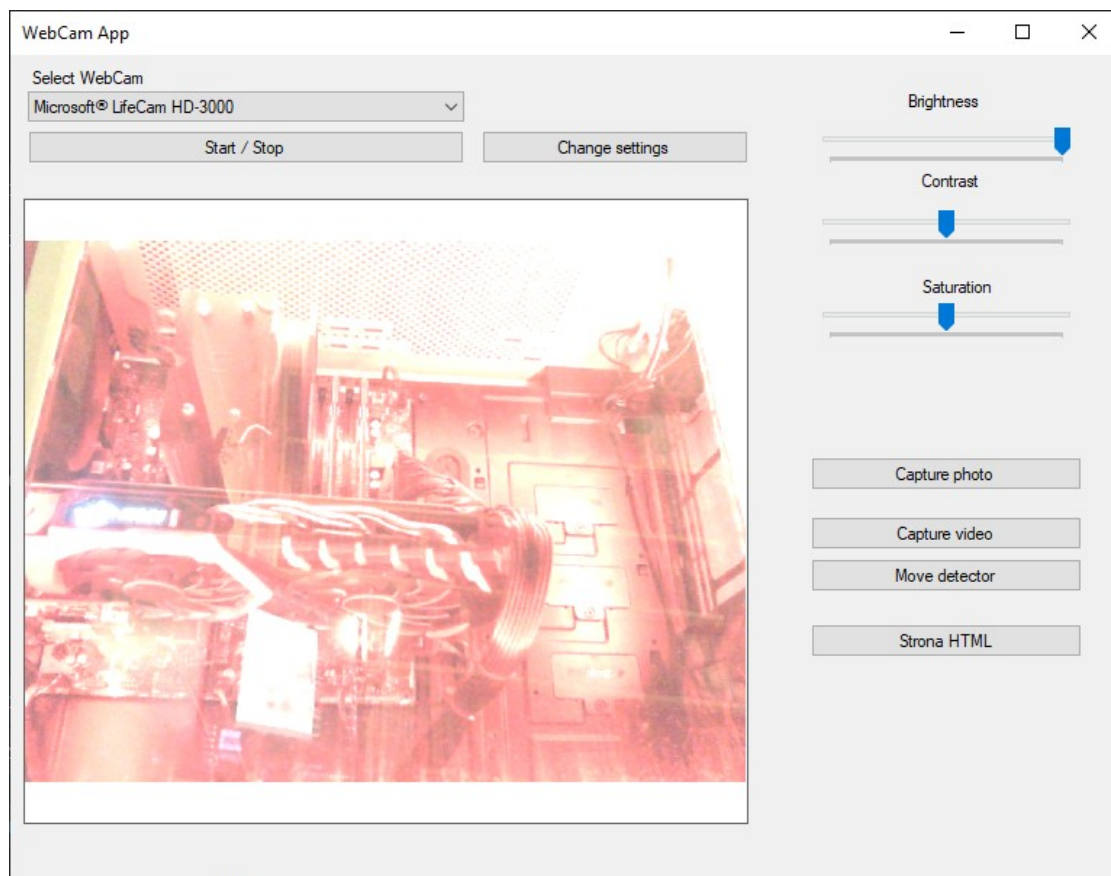 WebCam App
Select WebCam
Microsoft® LifeCam HD-3000
Start / Stop
Change settings
Brightness
Contrast
Saturation
Capture photo
Capture video
Move detector
Strona HTML